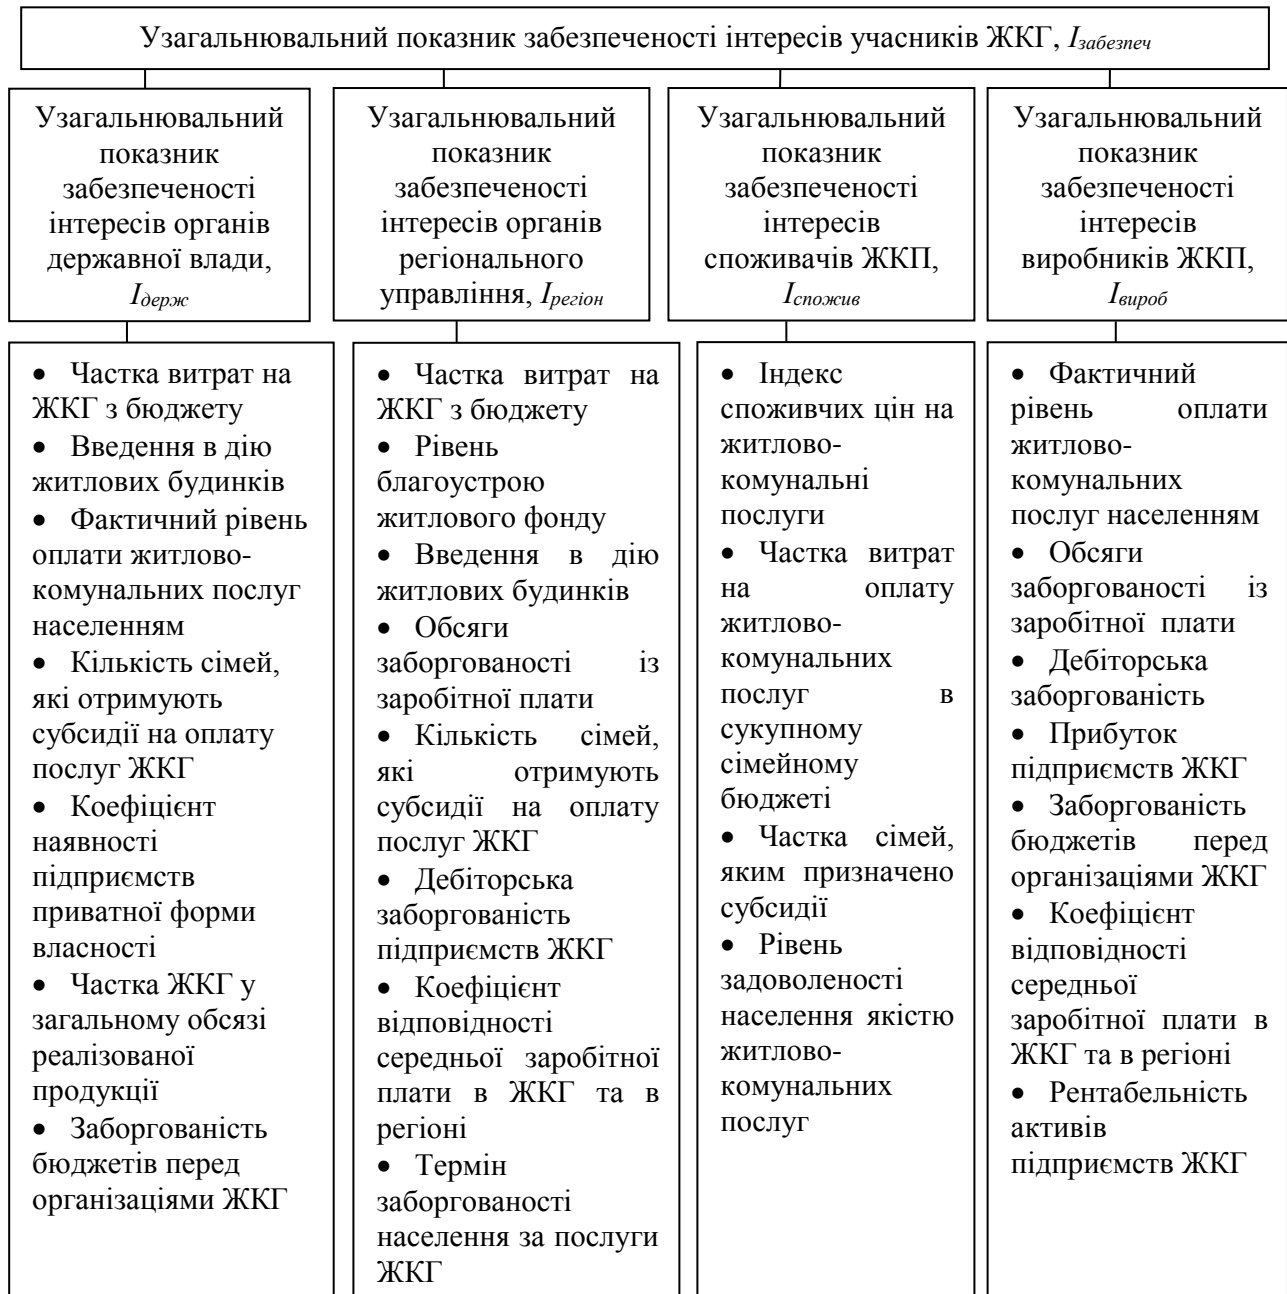 Узагальнювальний показник забезпеченості інтересів учасників ЖКГ, Iзабезпеч
Узагальнювальний
показник
забезпеченості
інтересів органів
державної влади,
Iдерж
Узагальнювальний
показник
забезпеченості
інтересів органів
регіонального
управління, Iрегіон
Узагальнювальний
показник
забезпеченості
інтересів
споживачів ЖКП,
Iспожив
Узагальнювальний
показник
забезпеченості
інтересів
виробників ЖКП,
Iвироб
• Частка витрат на
ЖКГ з бюджету
• Введення в дію
житлових будинків
• Фактичний рівень
оплати житлово-
комунальних послуг
населенням
• Кількість сімей,
які отримують
субсидії на оплату
послуг ЖКГ
• Коефіцієнт
наявності
підприємств
приватної форми
власності
• Частка ЖКГ у
загальному обсязі
реалізованої
продукції
• Заборгованість
бюджетів перед
організаціями ЖКГ
• Частка витрат на
ЖКГ з бюджету
• Рівень
благоустрою
житлового фонду
• Введення в дію
житлових будинків
• Обсяги
заборгованості із
заробітної плати
• Кількість сімей,
які отримують
субсидії на оплату
послуг ЖКГ
• Дебіторська
заборгованість
підприємств ЖКГ
• Коефіцієнт
відповідності
середньої заробітної
плати в ЖКГ та в
регіоні
• Термін
заборгованості
населення за послуги
ЖКГ
• Індекс
споживчих цін на
житлово-
комунальні
послуги
• Частка витрат
на оплату
житлово-
комунальних
послуг в
сукупному
сімейному
бюджеті
• Частка сімей,
яким призначено
субсидії
• Рівень
задоволеності
населення якістю
житлово-
комунальних
послуг
• Фактичний
рівень оплати
житлово-
комунальних
послуг населенням
• Обсяги
заборгованості із
заробітної плати
• Дебіторська
заборгованість
• Прибуток
підприємств ЖКГ
• Заборгованість
бюджетів перед
організаціями ЖКГ
• Коефіцієнт
відповідності
середньої
заробітної плати в
ЖКГ та в регіоні
• Рентабельність
активів
підприємств ЖКГ